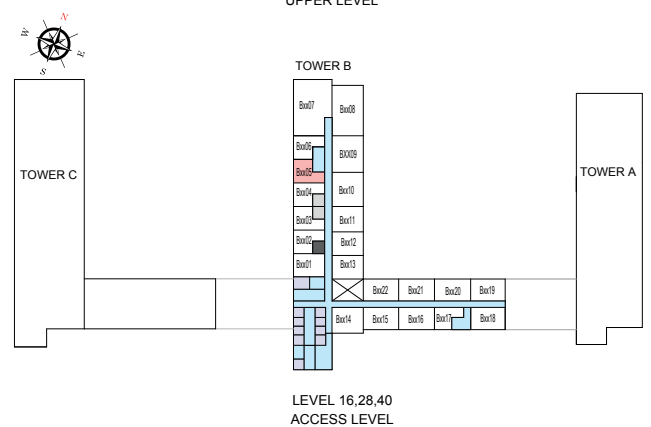 UPPER LEVEL
N
W
E
S
TOWER B
Bxx07
Bxx08
Bxx06
BXX09
Bxx05
TOWER C
TOWER A
Bxx04
Bxx10
Bxx03
Bxx11
Bxx02
Bxx12
Bxx01
Bxx13
Bxx22
Bxx21
Bxx20
Bxx19
Bxx14
Bxx15
Bxx16
Bxx17
Bxx18
LEVEL 16,28,40
ACCESS LEVEL